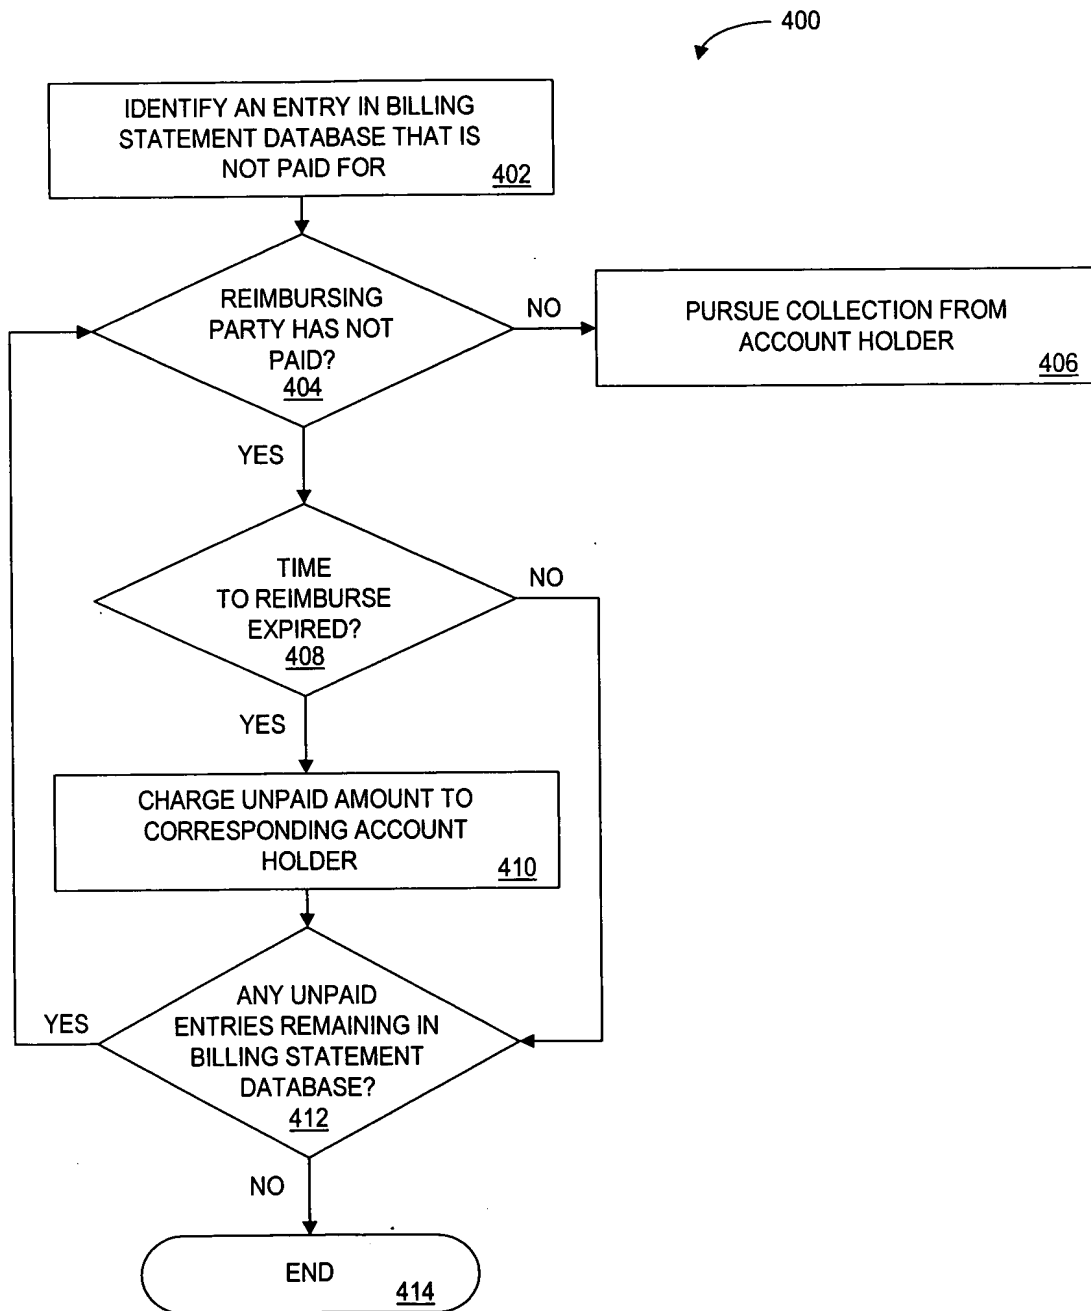 400
IDENTIFY AN ENTRY IN BILLING
STATEMENT DATABASE THAT IS
NOT PAID FOR
402
REIMBURSING
PARTY HAS NOT
PAID?
404
NO
PURSUE COLLECTION FROM
ACCOUNT HOLDER
406
YES
TIME
TO REIMBURSE
EXPIRED?
408
NO
YES
CHARGE UNPAID AMOUNT TO
CORRESPONDING ACCOUNT
HOLDER
410
ANY UNPAID
ENTRIES REMAINING IN
BILLING STATEMENT
DATABASE?
412
YES
NO
END
414